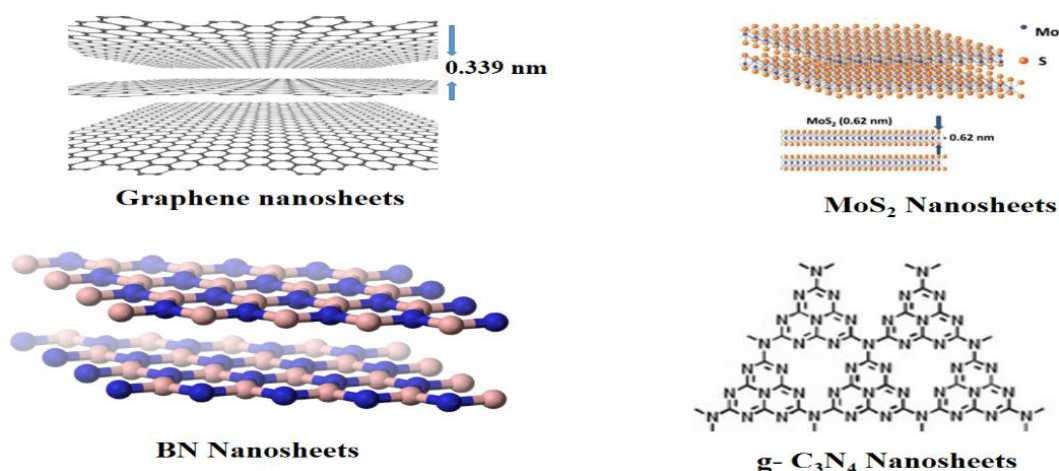 0.339 nm
Graphene nanosheets
Mo
S
MoS₂ (0.62 nm)
0.62 nm
MoS₂ Nanosheets
BN Nanosheets
N N
N N N N
N N N N N N
N N N
N N N N N N
N N N N N N N N N
N N N N
g- C₃N₄ Nanosheets